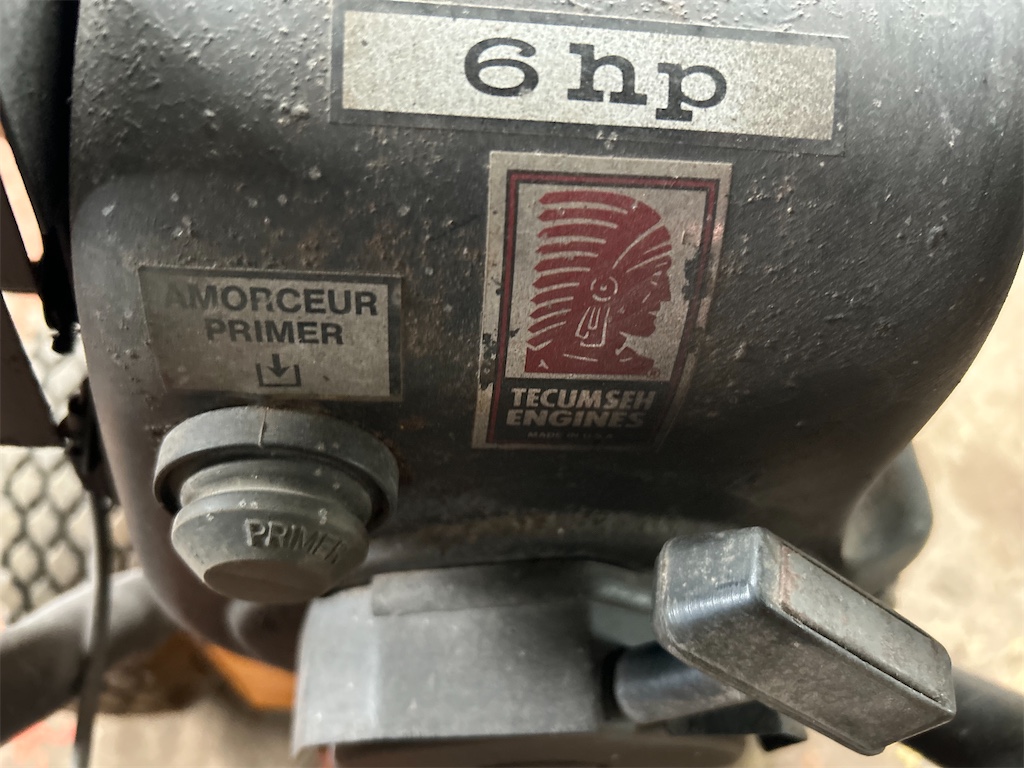 6 hp
AMORCEUR
PRIMER
TECUMSEH
ENGINES
MADE IN U.S.A.
PRIMER